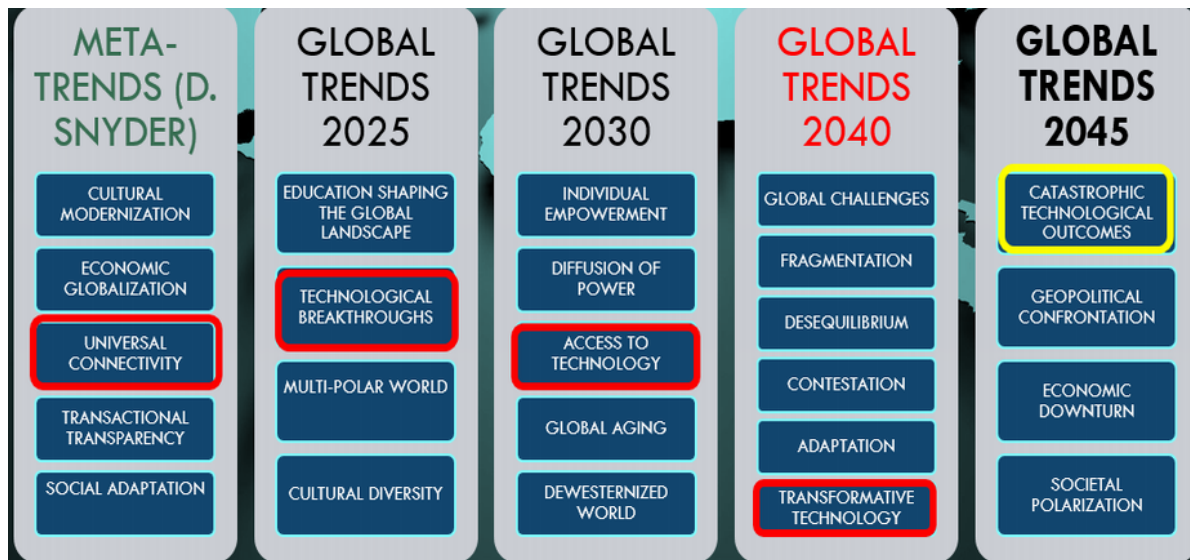 META-
TRENDS (D.
SNYDER)
CULTURAL
MODERNIZATION
ECONOMIC
GLOBALIZATION
UNIVERSAL
CONNECTIVITY
TRANSACTIONAL
TRANSPARENCY
SOCIAL ADAPTATION
GLOBAL
TRENDS
2025
EDUCATION SHAPING
THE GLOBAL
LANDSCAPE
TECHNOLOGICAL
BREAKTHROUGHS
MULTI-POLAR WORLD
CULTURAL DIVERSITY
GLOBAL
TRENDS
2030
INDIVIDUAL
EMPOWERMENT
DIFFUSION OF
POWER
ACCESS TO
TECHNOLOGY
GLOBAL AGING
DEWESTERNIZED
WORLD
GLOBAL
TRENDS
2040
GLOBAL CHALLENGES
FRAGMENTATION
DESEQUILIBRIUM
CONTESTATION
ADAPTATION
TRANSFORMATIVE
TECHNOLOGY
GLOBAL
TRENDS
2045
CATASTROPHIC
TECHNOLOGICAL
OUTCOMES
GEOPOLITICAL
CONFRONTATION
ECONOMIC
DOWNTURN
SOCIETAL
POLARIZATION